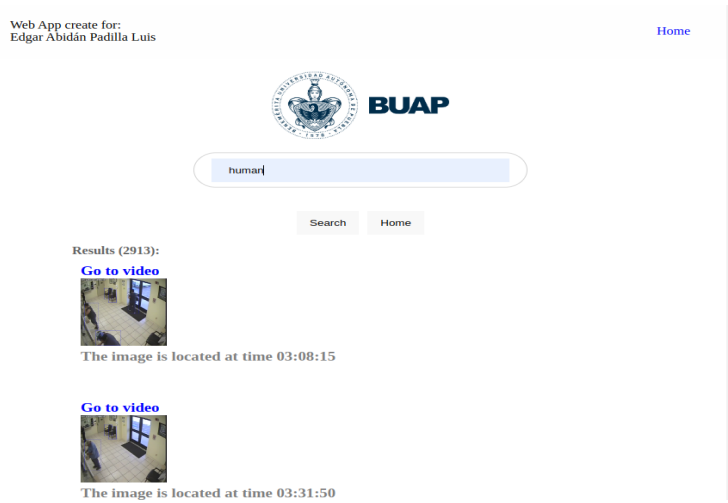 Web App create for:
Edgar Abidán Padilla Luis
Home
BUAP
human
Search Home
Results (2913):
Go to video
The image is located at time 03:08:15
Go to video
The image is located at time 03:31:50